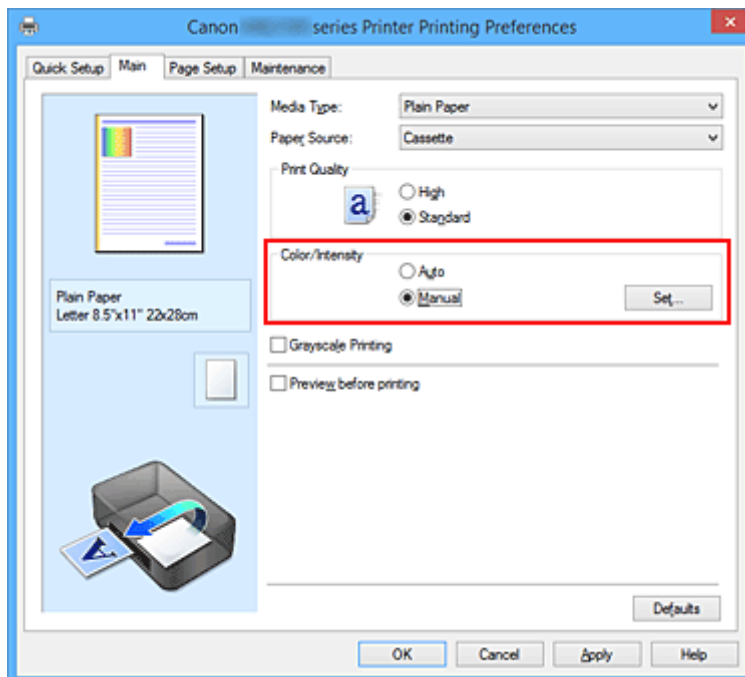 Canon series Printer Printing Preferences
Quick Setup Main Page Setup Maintenance
Media Type: Plain Paper
Paper Source: Cassette
Print Quality
a
High
Standard
Color/Intensity
Auto
Manual Set...
Plain Paper
Letter 8.5"x11" 22x28cm
Grayscale Printing
Preview before printing
A
Defaults
OK Cancel Apply Help